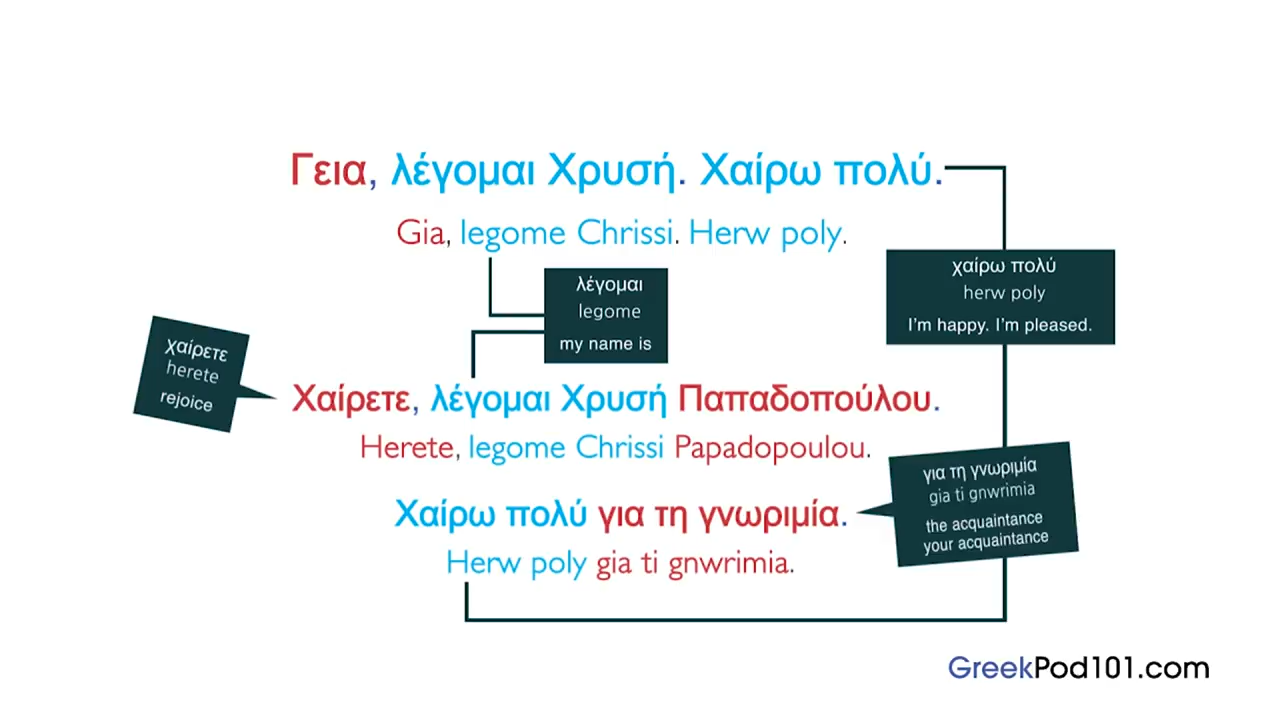 Γεια, λέγομαι Χρυσή. Χαίρω πολύ.
Gia, legome Chrissi. Herw poly.
λέγομαι
legome
my name is
χαίρω πολύ
herw poly
I'm happy. I'm pleased.
χαίρετε
herete
rejoice
Χαίρετε, λέγομαι Χρυσή Παπαδοπούλου.
Herete, legome Chrissi Papadopoulou.
Χαίρω πολύ για τη γνωριμία.
Herw poly gia ti gnwrimia.
για τη γνωριμία
gia ti gnwrimia
the acquaintance
your acquaintance
GreekPod101.com